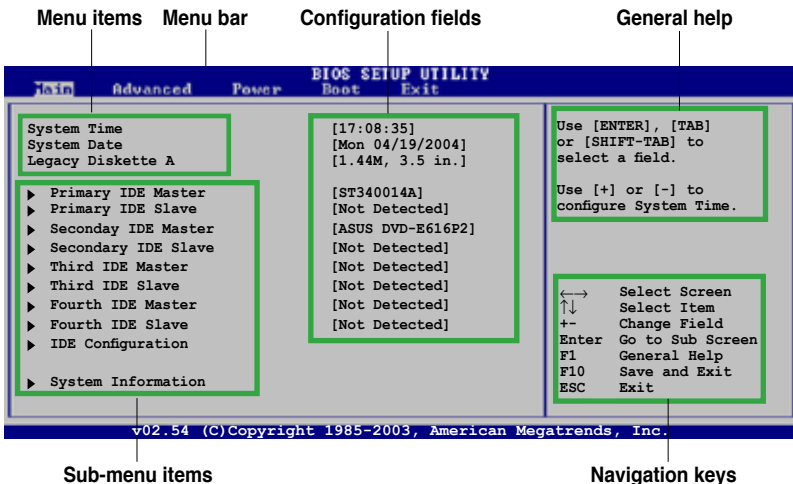 Menu items Menu bar Configuration fields General help
BIOS SETUP UTILITY
Main Advanced Power Boot Exit
System Time [17:08:35]
System Date [Mon 04/19/2004]
Legacy Diskette A [1.44M, 3.5 in.]
Primary IDE Master [ST340014A]
Primary IDE Slave [Not Detected]
Seconday IDE Master [ASUS DVD-E616P2]
Secondary IDE Slave [Not Detected]
Third IDE Master [Not Detected]
Third IDE Slave [Not Detected]
Fourth IDE Master [Not Detected]
Fourth IDE Slave [Not Detected]
IDE Configuration
System Information
Use [ENTER], [TAB]
or [SHIFT-TAB] to
select a field.
Use [+] or [-] to
configure System Time.
←→ Select Screen
↑↓ Select Item
+- Change Field
Enter Go to Sub Screen
F1 General Help
F10 Save and Exit
ESC Exit
v02.54 (C)Copyright 1985-2003, American Megatrends, Inc.
Sub-menu items Navigation keys